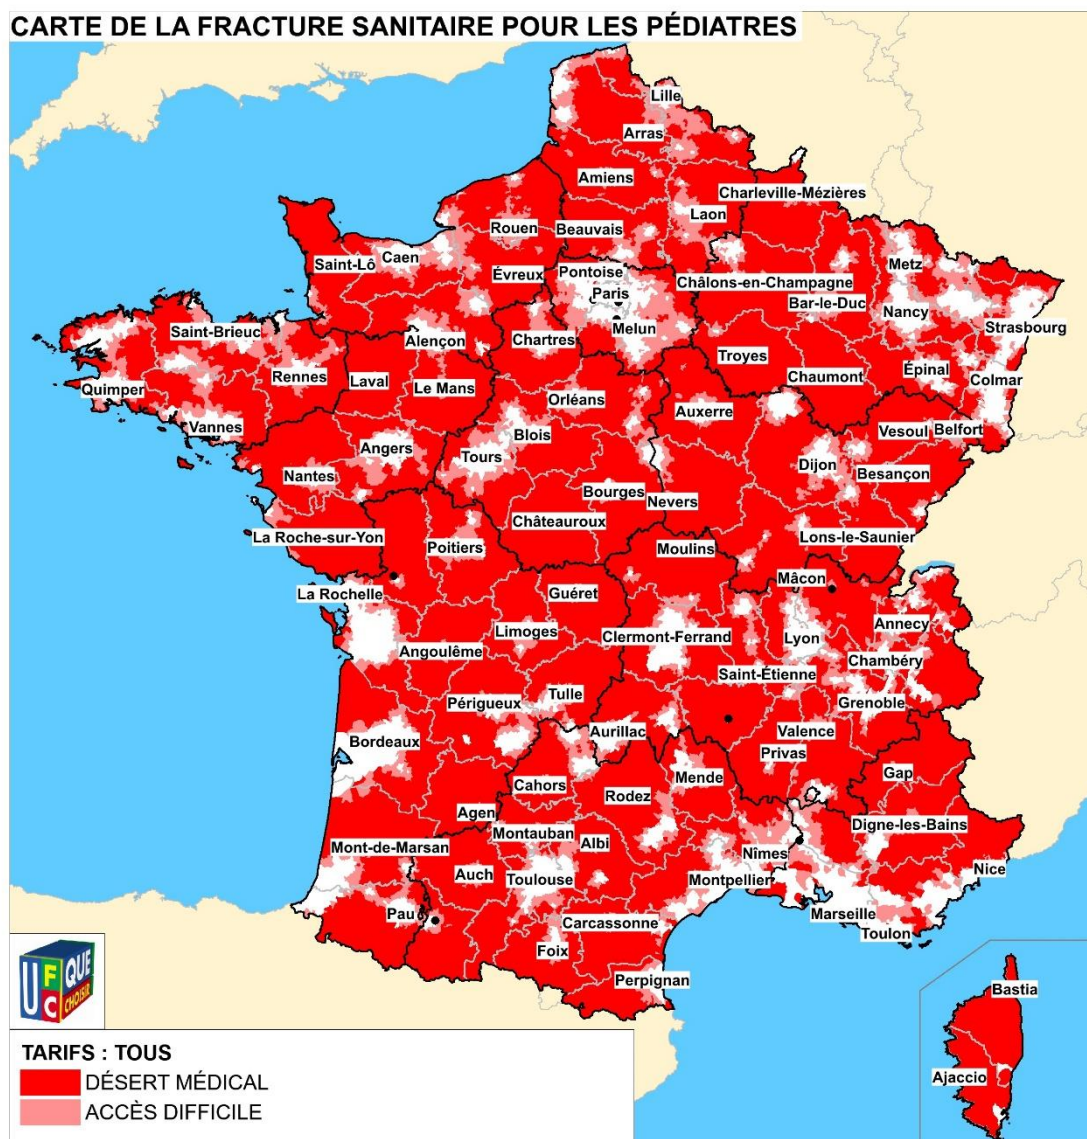 CARTE DE LA FRACTURE SANITAIRE POUR LES PÉDIATRES
Lille
Arras
Amiens
Charleville-Mézières
Laon
Rouen
Beauvais
Caen
Saint-Lô
Metz
Évreux
Pontoise
Châlons-en-Champagne
Paris
Bar-le-Duc
Nancy
Strasbourg
Melun
Saint-Brieuc
Alençon
Chartres
Troyes
Rennes
Épinal
Chaumont
Colmar
Laval
Le Mans
Quimper
Orléans
Auxerre
Vannes
Blois
Vesoul
Belfort
Angers
Tours
Dijon
Besançon
Nantes
Bourges
Nevers
Châteauroux
La Roche-sur-Yon
Lons-le-Saunier
Poitiers
Moulins
Mâcon
La Rochelle
Guéret
Annecy
Limoges
Clermont-Ferrand
Lyon
Angoulême
Chambéry
Saint-Étienne
Tulle
Périgueux
Grenoble
Aurillac
Valence
Bordeaux
Privas
Gap
Mende
Cahors
Rodez
Agen
Digne-les-Bains
Montauban
Albi
Mont-de-Marsan
Nîmes
Nice
Auch
Toulouse
Montpellier
Marseille
Pau
Carcassonne
Toulon
Foix
Perpignan
Bastia
Ajaccio
UFC
QUE
CHOISIR
TARIFS : TOUS
DÉSERT MÉDICAL
ACCÈS DIFFICILE